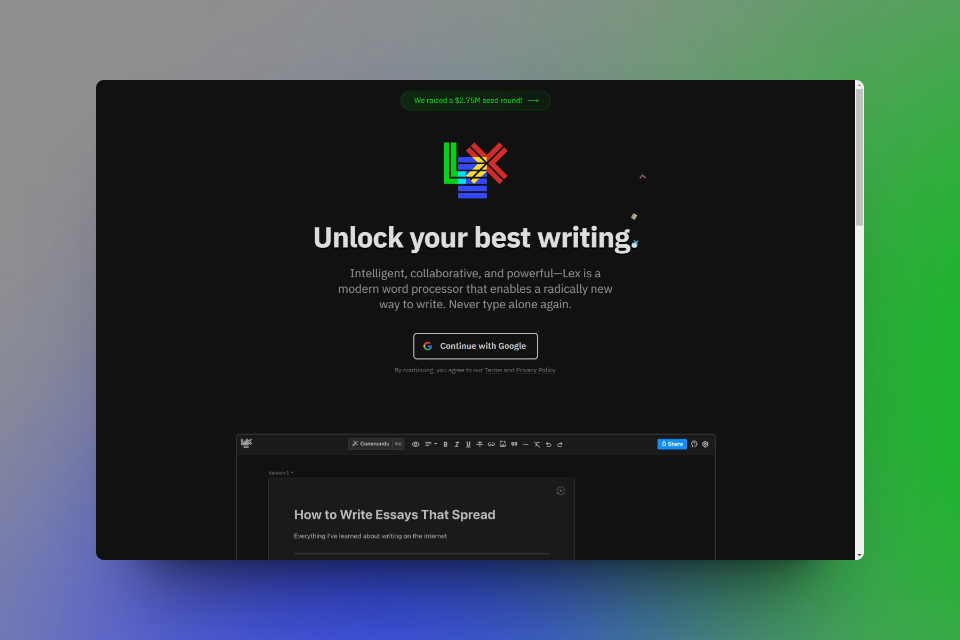 We raised a $2.75M seed round! ⟶
Lex
Unlock your best writing.
Intelligent, collaborative, and powerful—Lex is a
modern word processor that enables a radically new
way to write. Never type alone again.
Continue with Google
By continuing, you agree to our Terms and Privacy Policy
Commands ⌘K B I U S Share
Version 1
How to Write Essays That Spread
Everything I've learned about writing on the internet